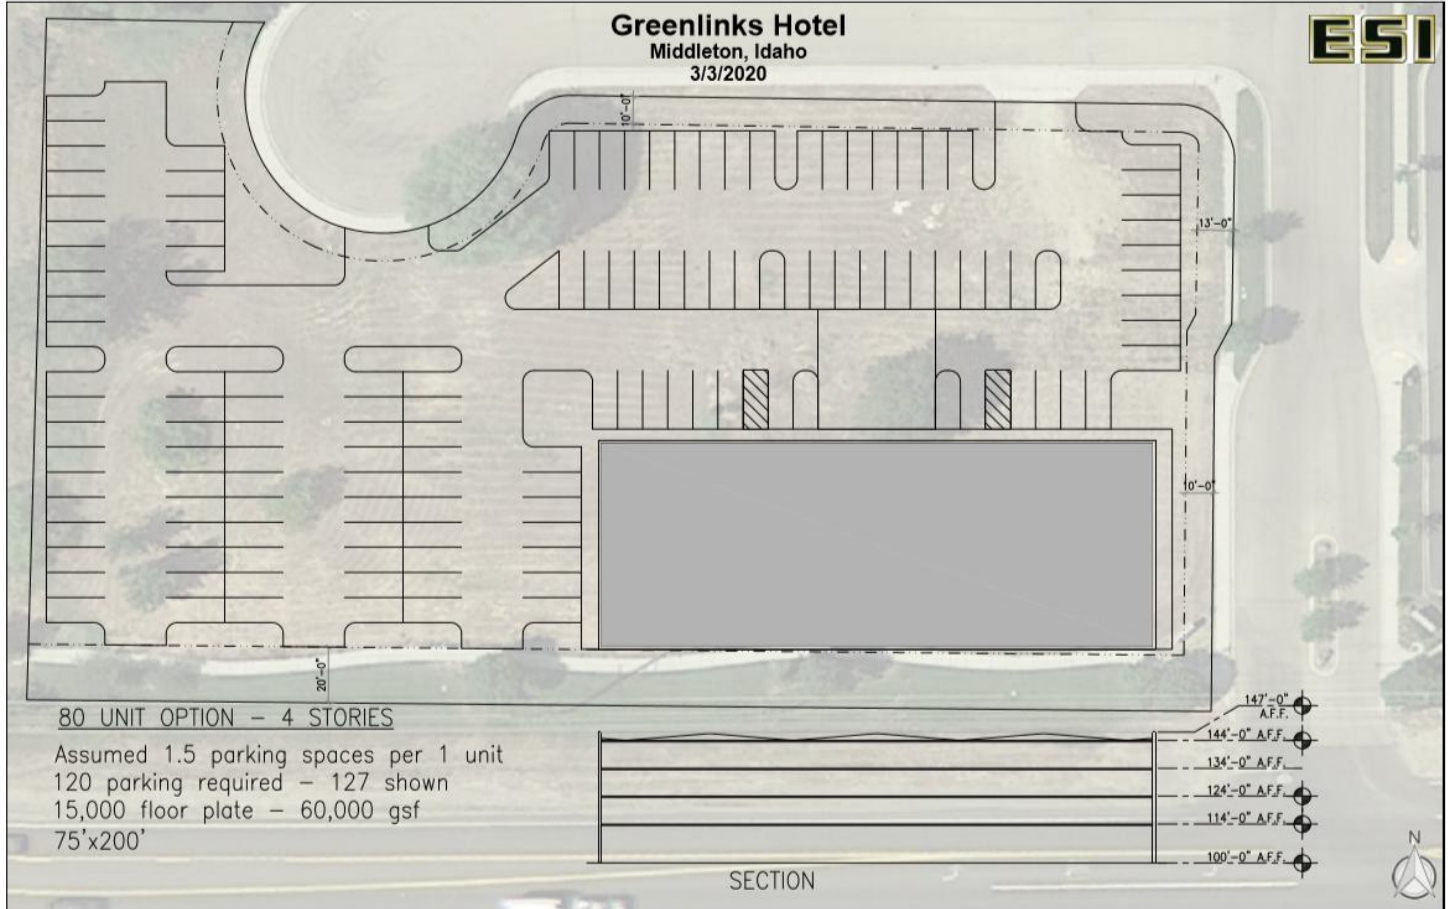 Greenlinks Hotel
Middleton, Idaho
3/3/2020
ESI
10'-0"
13'-0"
10'-0"
20'-0"
80 UNIT OPTION - 4 STORIES
Assumed 1.5 parking spaces per 1 unit
120 parking required - 127 shown
15,000 floor plate - 60,000 gsf
75'x200'
147'-0"
A.F.F.
144'-0" A.F.F.
134'-0" A.F.F.
124'-0" A.F.F.
114'-0" A.F.F.
100'-0" A.F.F.
SECTION
N